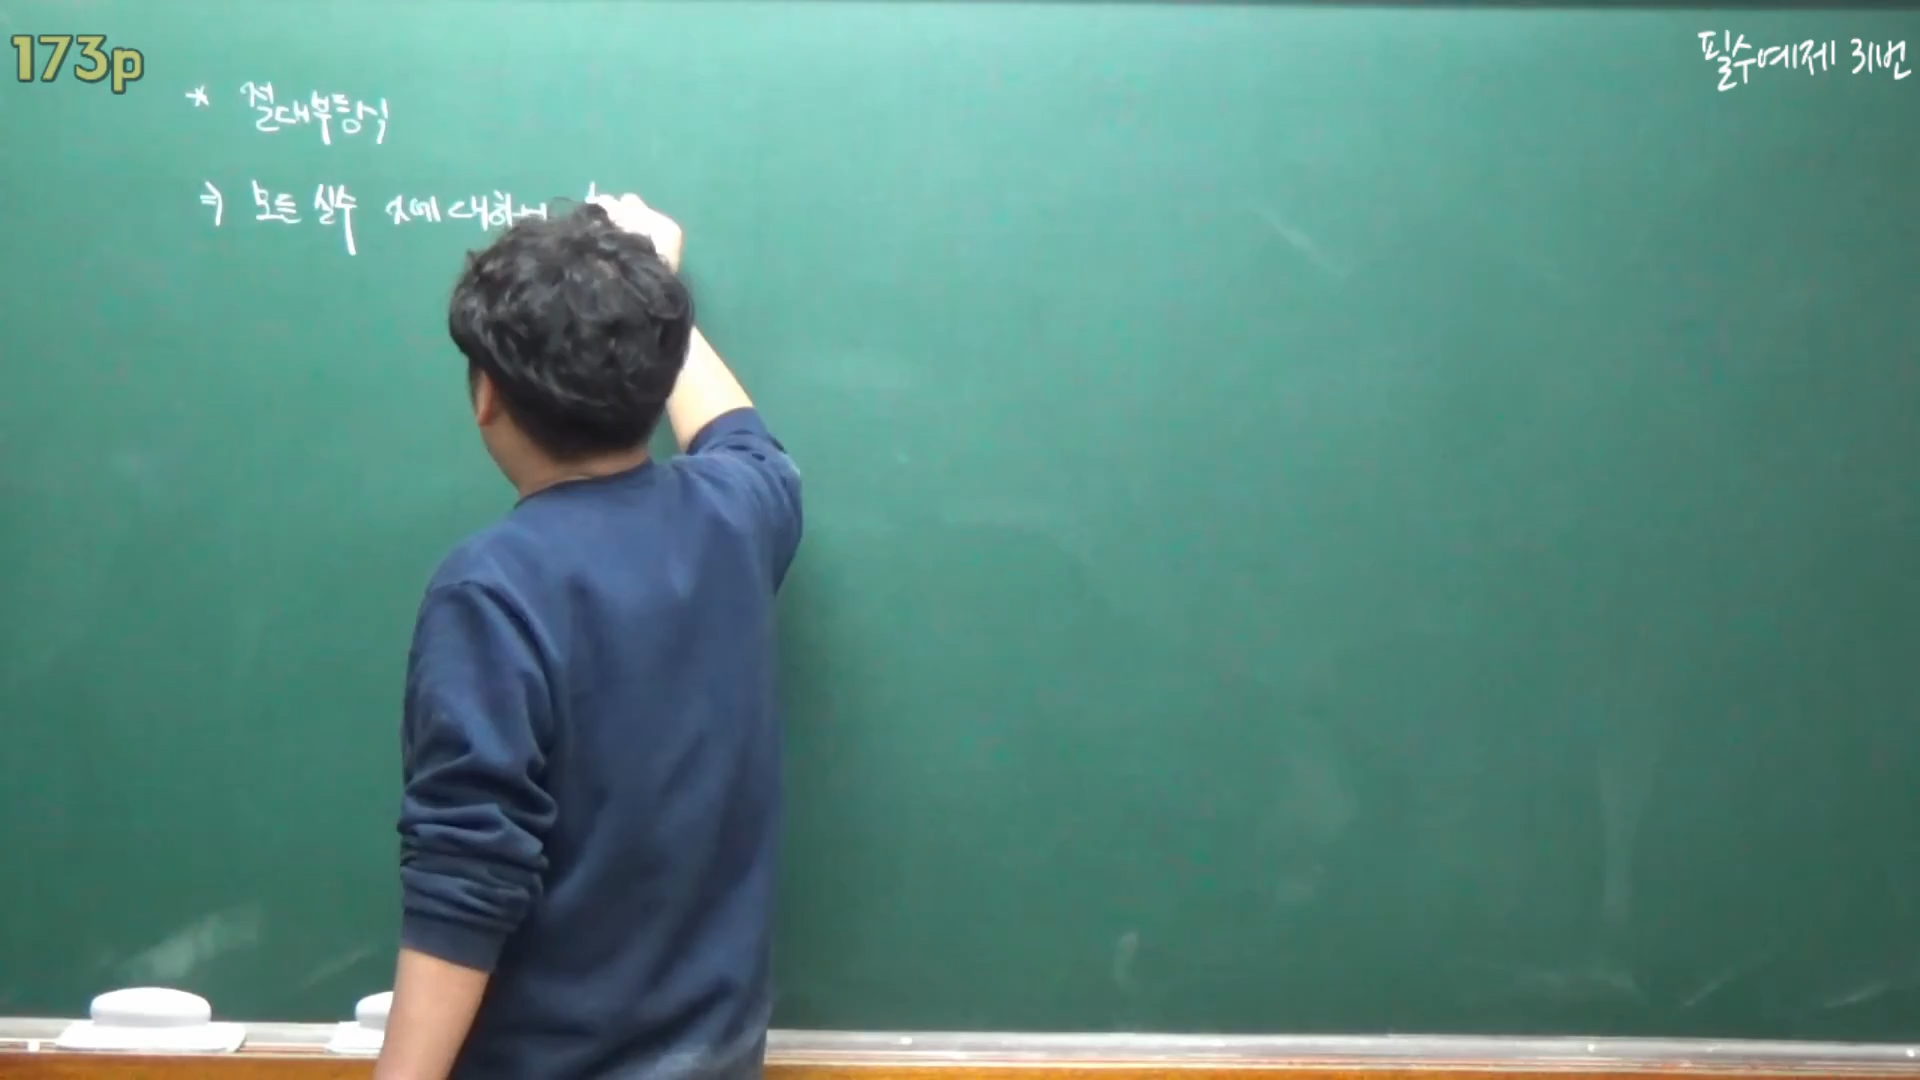 173p
필수예제 31번
* 절대부등식
⇒ 모든 실수 x에 대하여